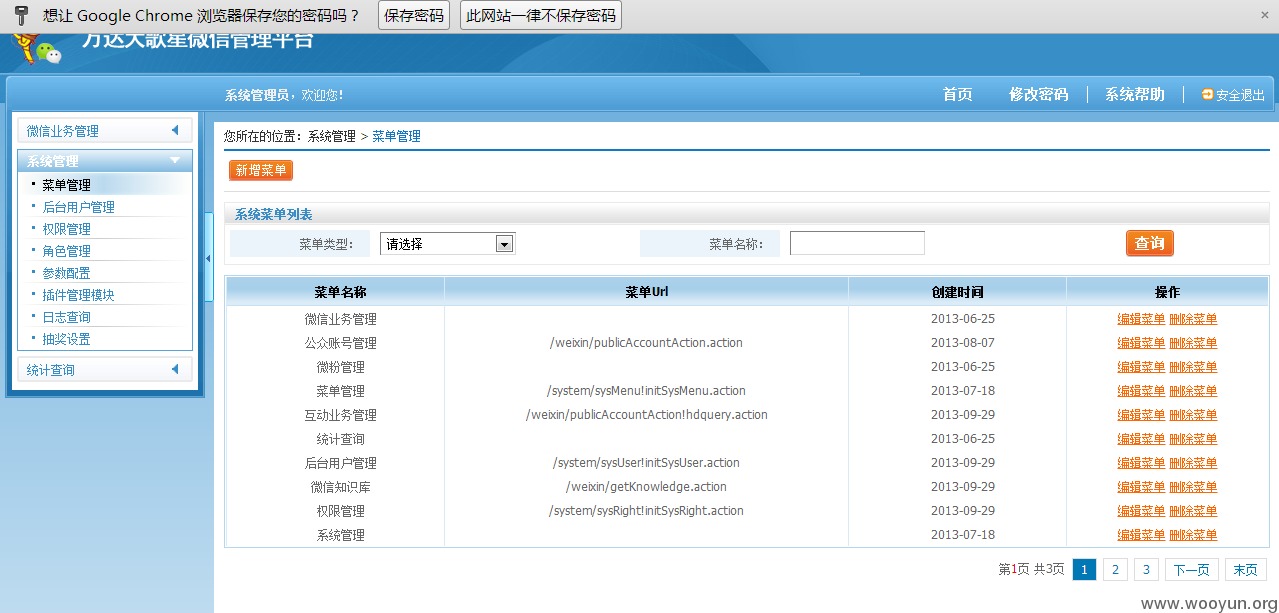 想让 Google Chrome 浏览器保存您的密码吗？ 保存密码 此网站一律不保存密码 ×
万达大歌星微信管理平台
系统管理员，欢迎您！ 首页 修改密码 系统帮助 安全退出
微信业务管理
系统管理
菜单管理
后台用户管理
权限管理
角色管理
参数配置
插件管理模块
日志查询
抽奖设置
统计查询
您所在的位置：系统管理 > 菜单管理
新增菜单
系统菜单列表
菜单类型： 请选择 菜单名称： 查询
菜单名称 菜单Url 创建时间 操作
微信业务管理 2013-06-25 编辑菜单 删除菜单
公众账号管理 /weixin/publicAccountAction.action 2013-08-07 编辑菜单 删除菜单
微粉管理 2013-06-25 编辑菜单 删除菜单
菜单管理 /system/sysMenu!initSysMenu.action 2013-07-18 编辑菜单 删除菜单
互动业务管理 /weixin/publicAccountAction!hdquery.action 2013-09-29 编辑菜单 删除菜单
统计查询 2013-06-25 编辑菜单 删除菜单
后台用户管理 /system/sysUser!initSysUser.action 2013-09-29 编辑菜单 删除菜单
微信知识库 /weixin/getKnowledge.action 2013-09-29 编辑菜单 删除菜单
权限管理 /system/sysRight!initSysRight.action 2013-09-29 编辑菜单 删除菜单
系统管理 2013-07-18 编辑菜单 删除菜单
第1页 共3页 1 2 3 下一页 末页
www.wooyun.org